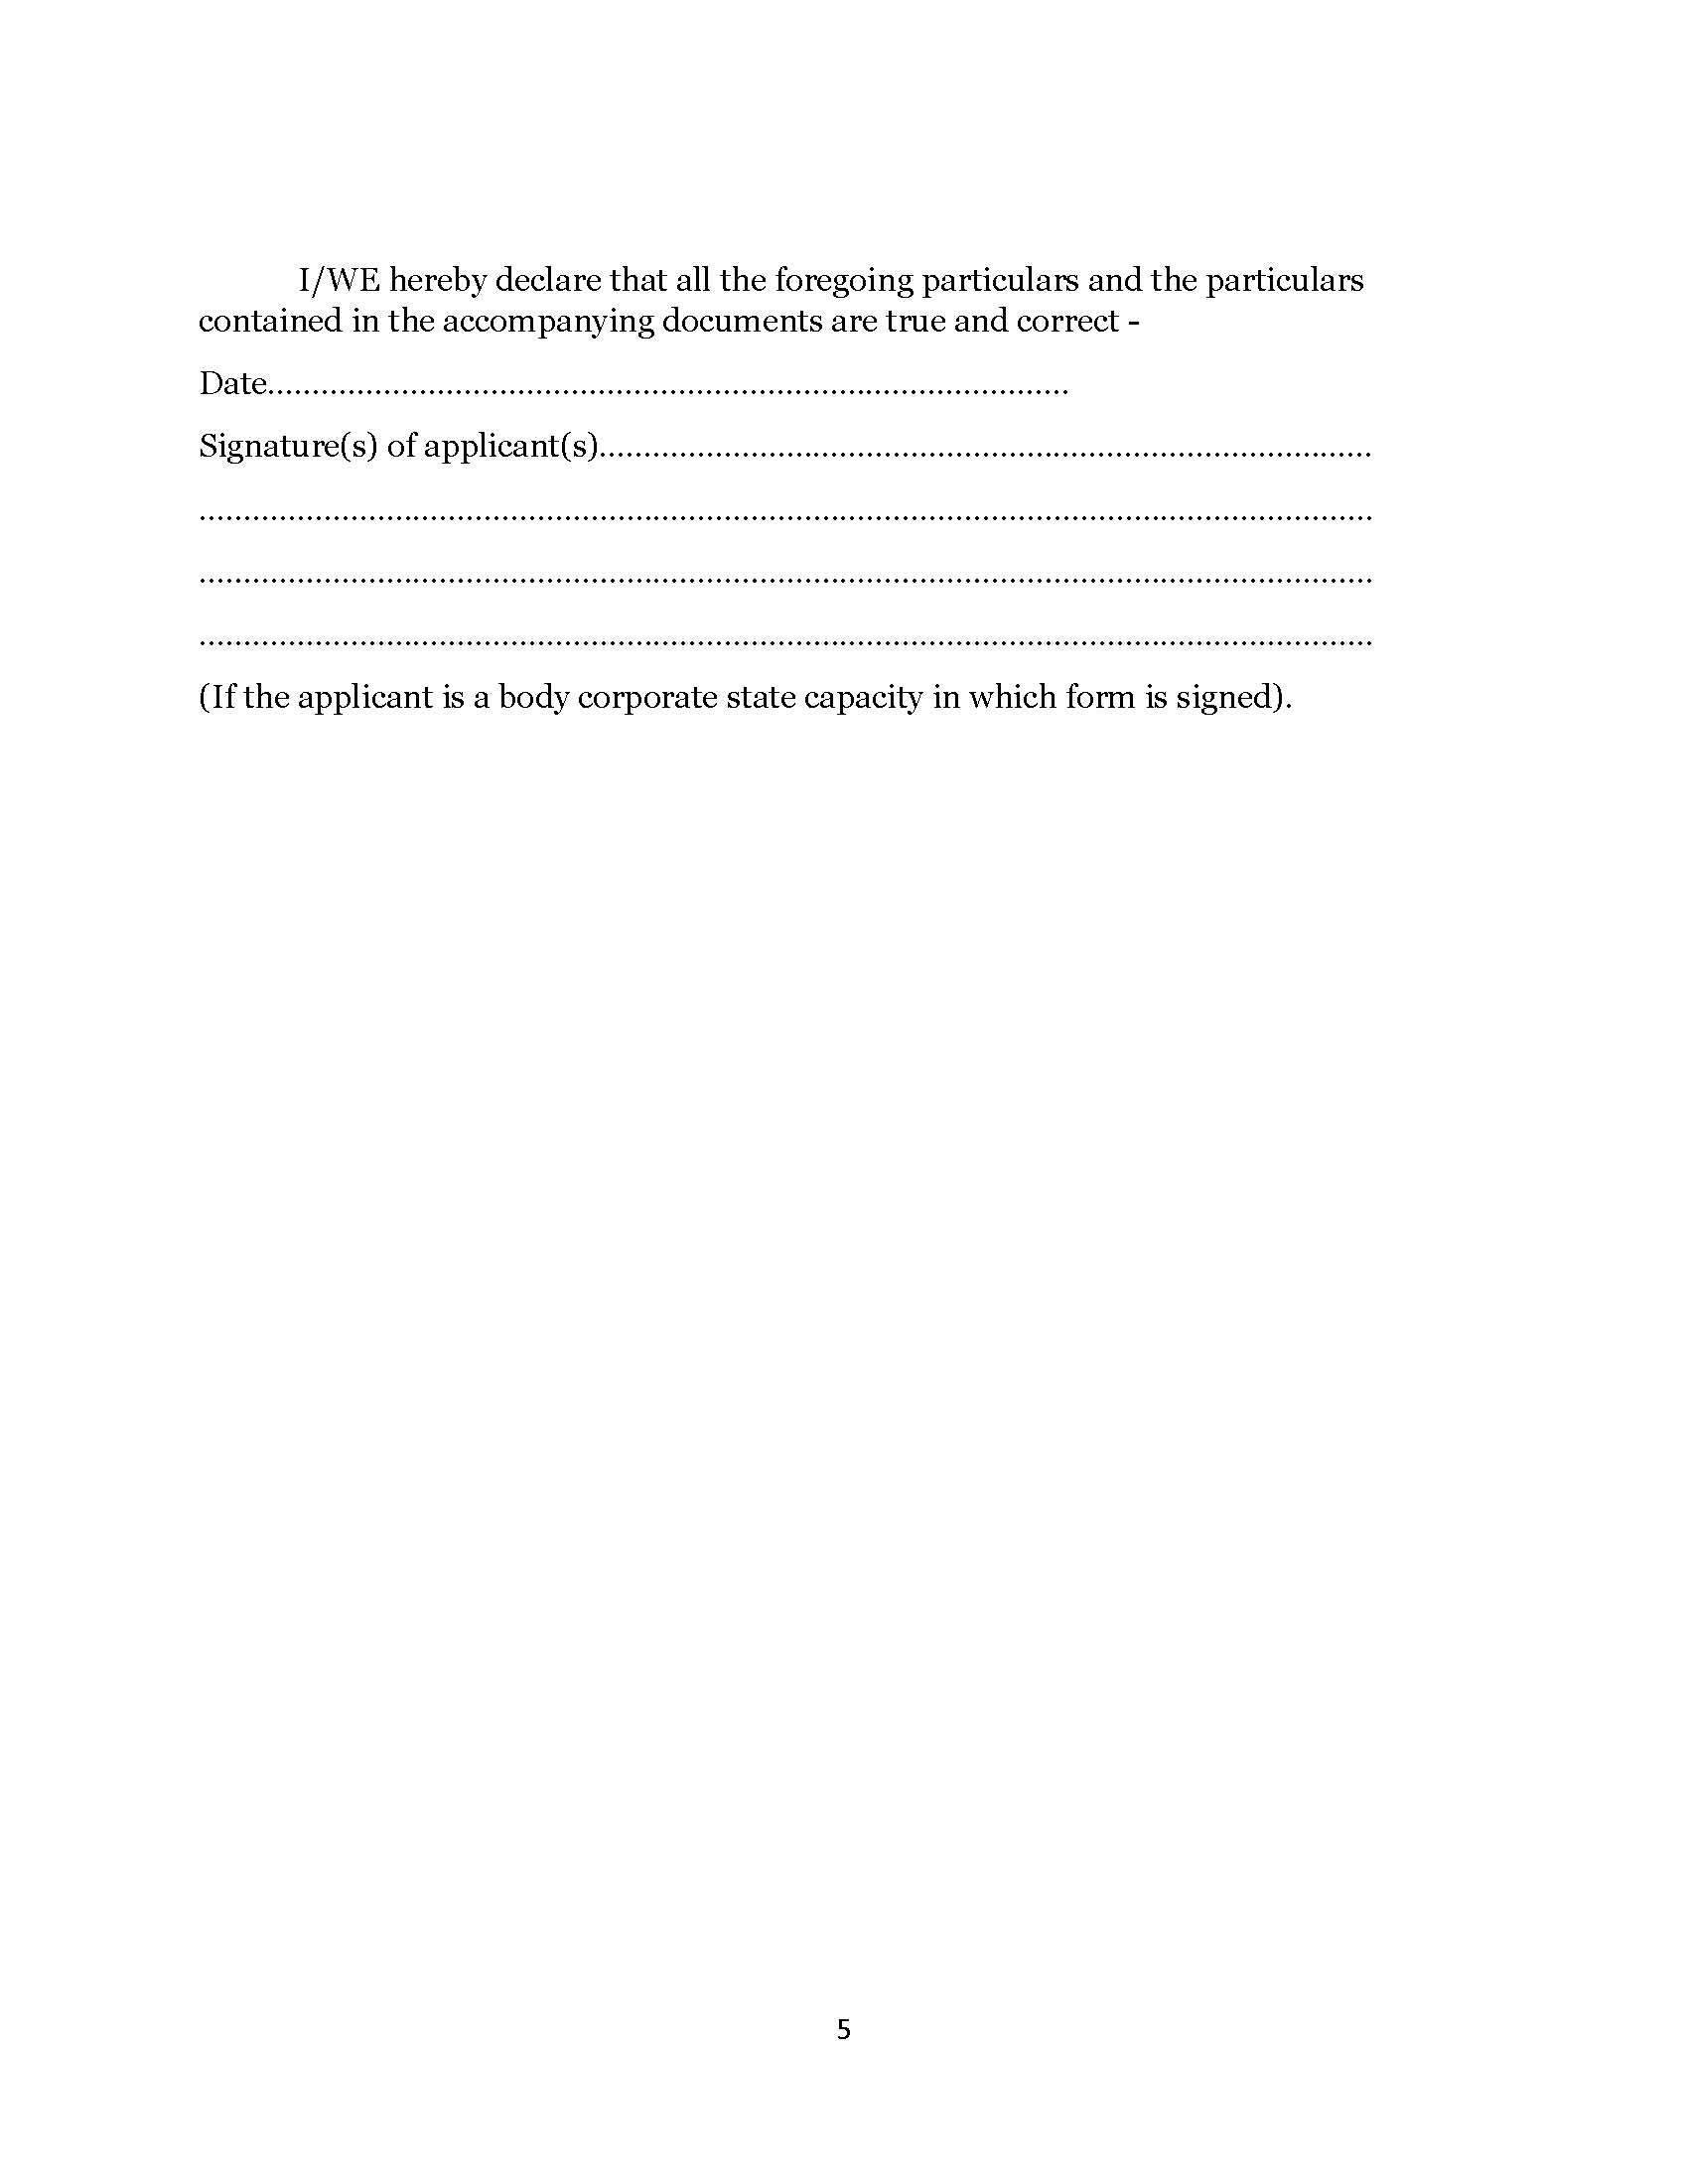 I/WE hereby declare that all the foregoing particulars and the particulars
contained in the accompanying documents are true and correct -
Date..........................................................................................
Signature(s) of applicant(s).......................................................................................
....................................................................................................................................
....................................................................................................................................
....................................................................................................................................
(If the applicant is a body corporate state capacity in which form is signed).
5